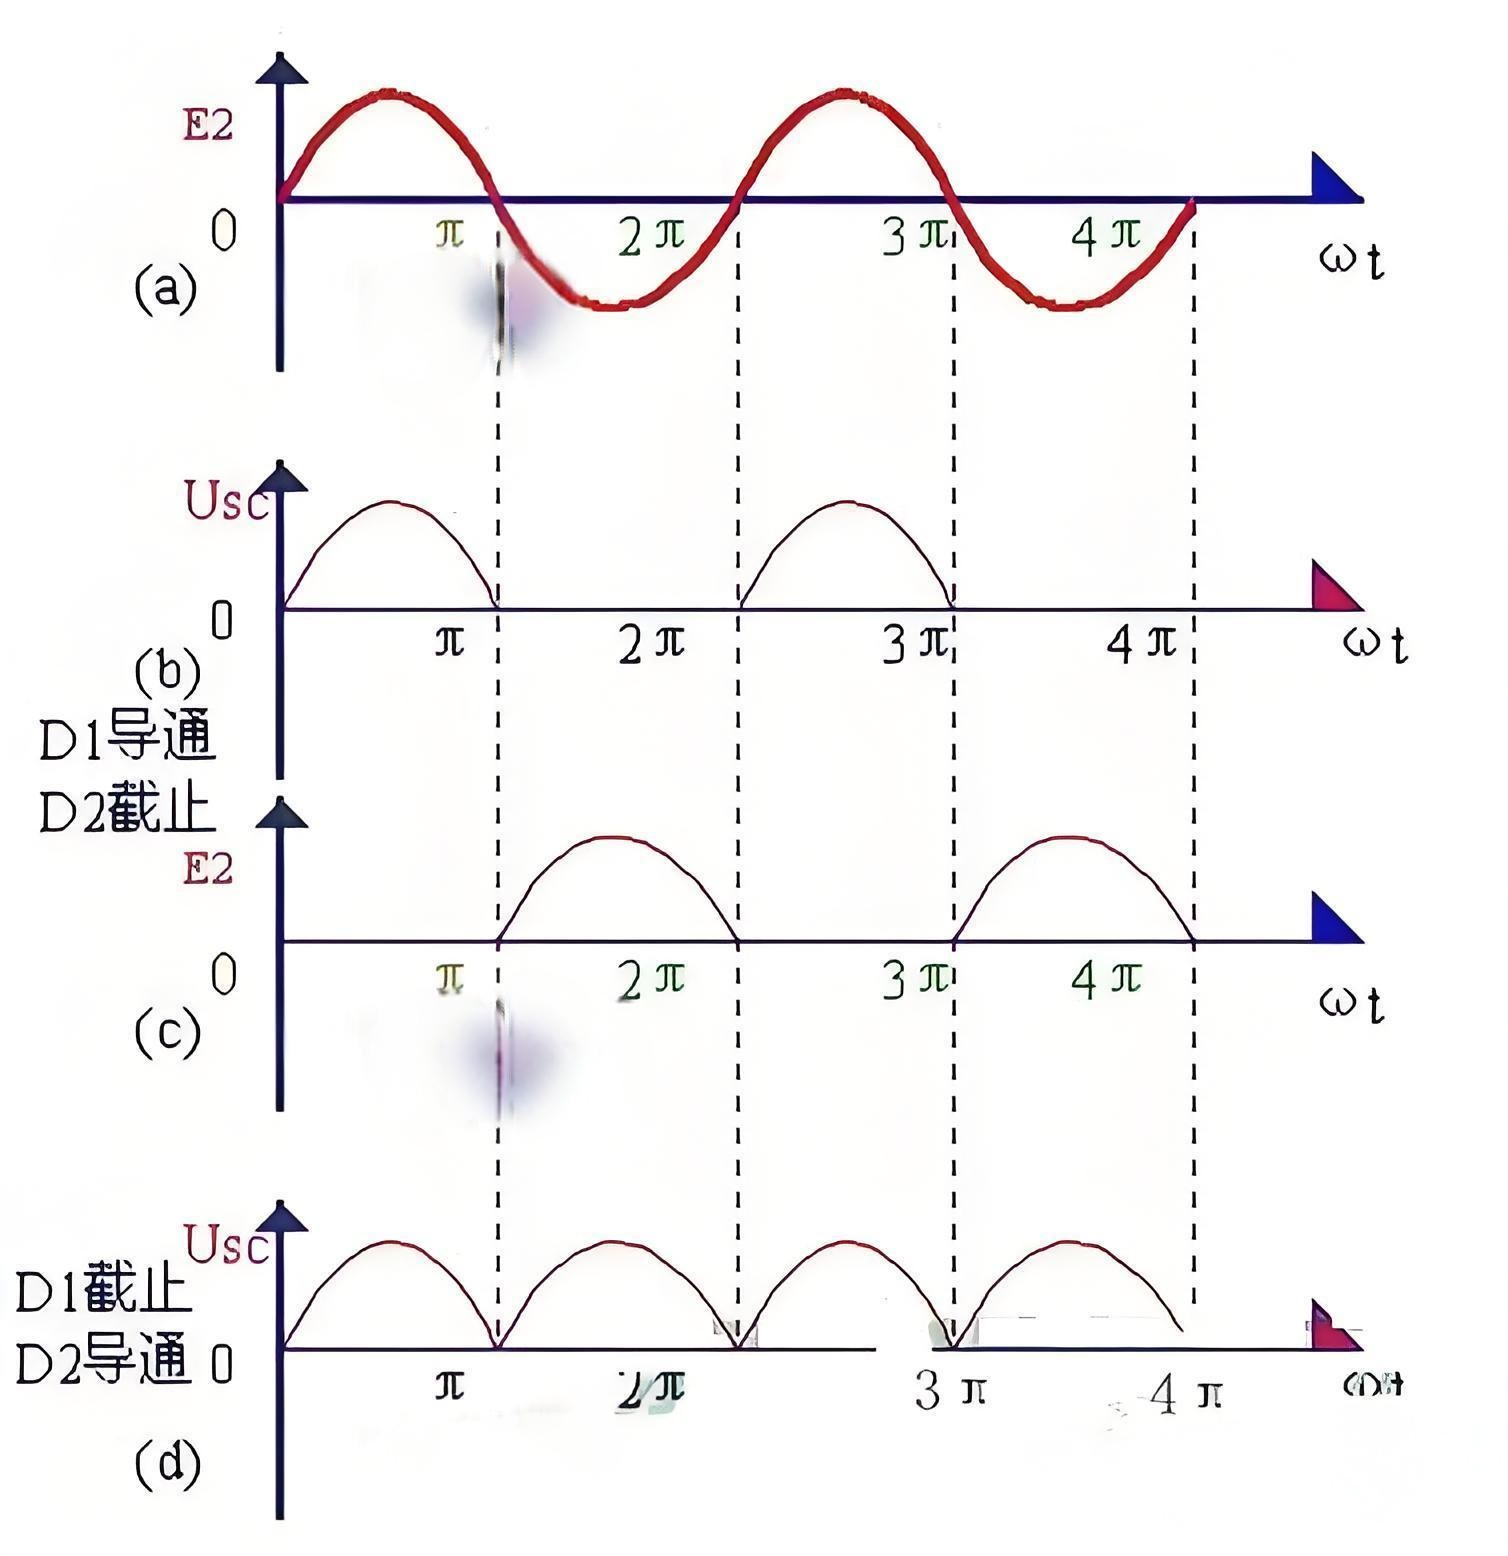 E2
0 π 2π 3π 4π ωt
(a)
Usc
0 π 2π 3π 4π ωt
(b)
D1导通
D2截止
E2
0 π 2π 3π 4π ωt
(c)
Usc
D1截止
D2导通 0
π 2π 3π 4π ωt
(d)